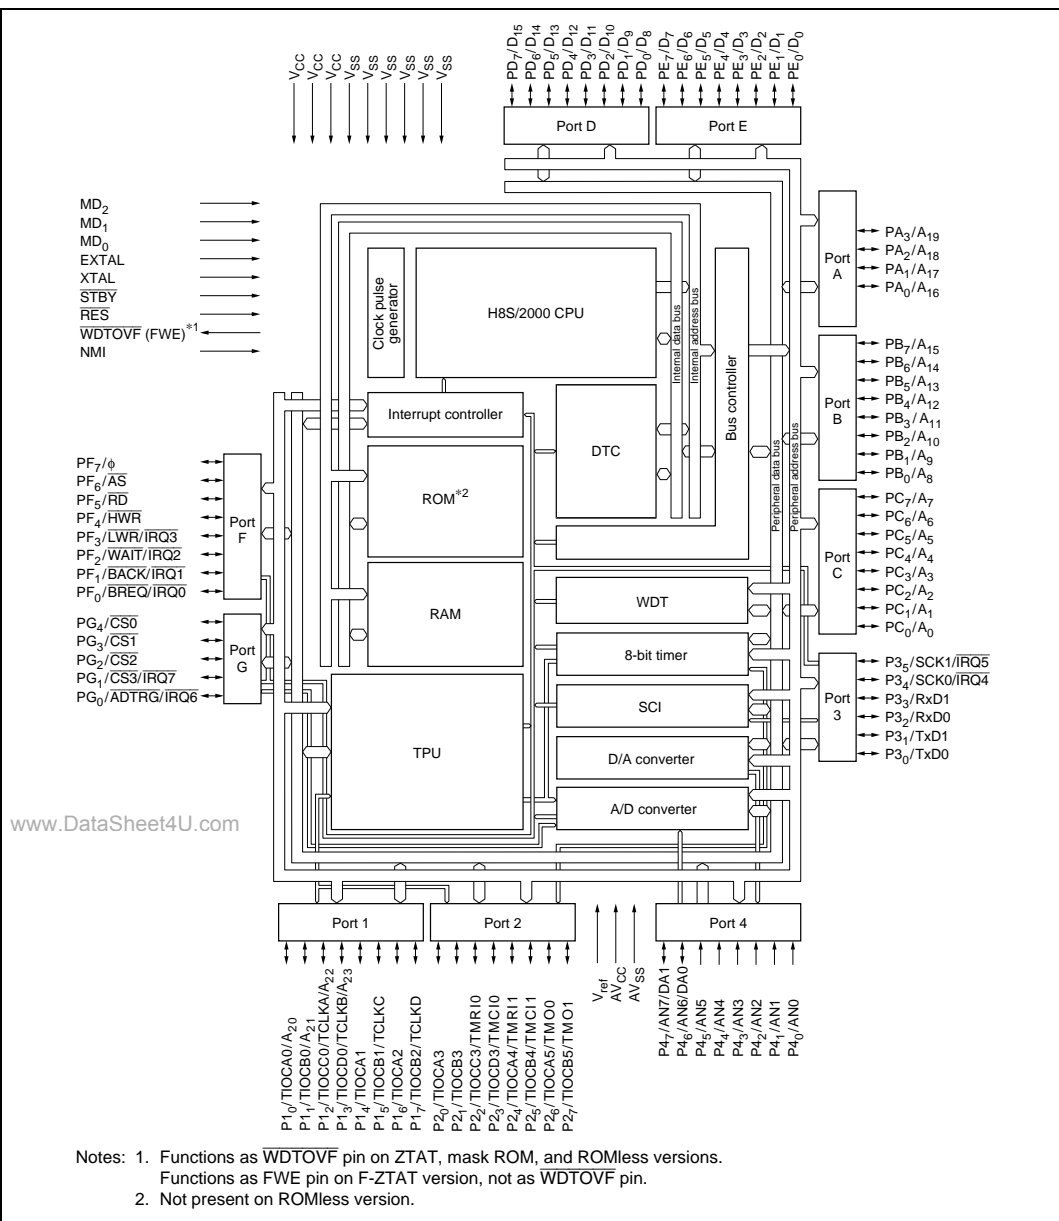 VCC
VCC
VCC
VSS
VSS
VSS
VSS
VSS
VSS
PD7/D15
PD6/D14
PD5/D13
PD4/D12
PD3/D11
PD2/D10
PD1/D9
PD0/D8
PE7/D7
PE6/D6
PE5/D5
PE4/D4
PE3/D3
PE2/D2
PE1/D1
PE0/D0
Port D
Port E
MD2
MD1
MD0
EXTAL
XTAL
STBY
RES
WDTOVF (FWE)*1
NMI
Clock pulse generator
H8S/2000 CPU
Internal data bus
Internal address bus
Bus controller
Port A
PA3/A19
PA2/A18
PA1/A17
PA0/A16
Interrupt controller
DTC
Peripheral data bus
Peripheral address bus
Port B
PB7/A15
PB6/A14
PB5/A13
PB4/A12
PB3/A11
PB2/A10
PB1/A9
PB0/A8
PF7/ϕ
PF6/AS
PF5/RD
PF4/HWR
PF3/LWR/IRQ3
PF2/WAIT/IRQ2
PF1/BACK/IRQ1
PF0/BREQ/IRQ0
Port F
ROM*2
Port C
PC7/A7
PC6/A6
PC5/A5
PC4/A4
PC3/A3
PC2/A2
PC1/A1
PC0/A0
PG4/CS0
PG3/CS1
PG2/CS2
PG1/CS3/IRQ7
PG0/ADTRG/IRQ6
Port G
RAM
WDT
8-bit timer
SCI
D/A converter
A/D converter
TPU
Port 3
P35/SCK1/IRQ5
P34/SCK0/IRQ4
P33/RxD1
P32/RxD0
P31/TxD1
P30/TxD0
www.DataSheet4U.com
Port 1
Port 2
Port 4
P10/TIOCA0/A20
P11/TIOCB0/A21
P12/TIOCC0/TCLKA/A22
P13/TIOCD0/TCLKB/A23
P14/TIOCA1
P15/TIOCB1/TCLKC
P16/TIOCA2
P17/TIOCB2/TCLKD
P20/TIOCA3
P21/TIOCB3
P22/TIOCC3/TMRI0
P23/TIOCD3/TMCI0
P24/TIOCA4/TMRI1
P25/TIOCB4/TMCI1
P26/TIOCA5/TMO0
P27/TIOCB5/TMO1
Vref
AVCC
AVSS
P47/AN7/DA1
P46/AN6/DA0
P45/AN5
P44/AN4
P43/AN3
P42/AN2
P41/AN1
P40/AN0
Notes: 1. Functions as WDTOVF pin on ZTAT, mask ROM, and ROMless versions.
Functions as FWE pin on F-ZTAT version, not as WDTOVF pin.
2. Not present on ROMless version.